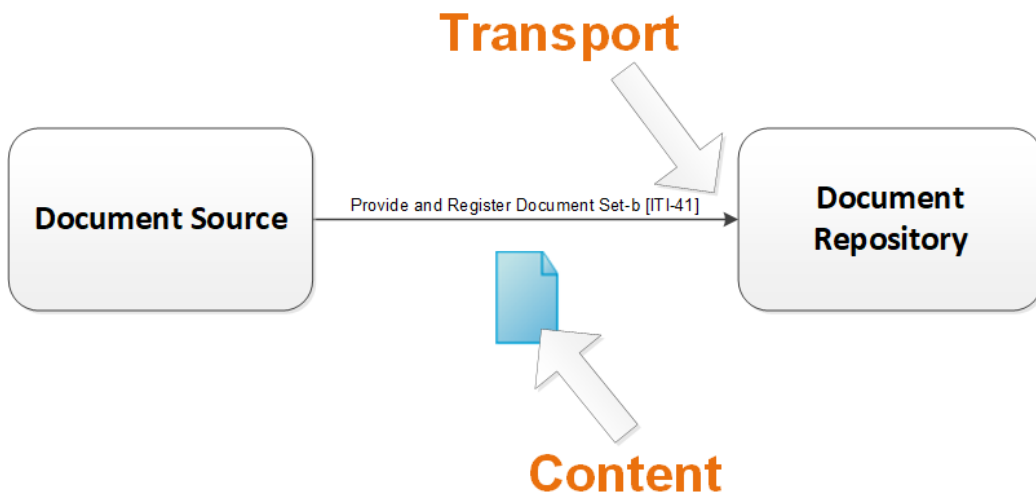 Transport
Document Source
Provide and Register Document Set-b [ITI-41]
Document
Repository
Content